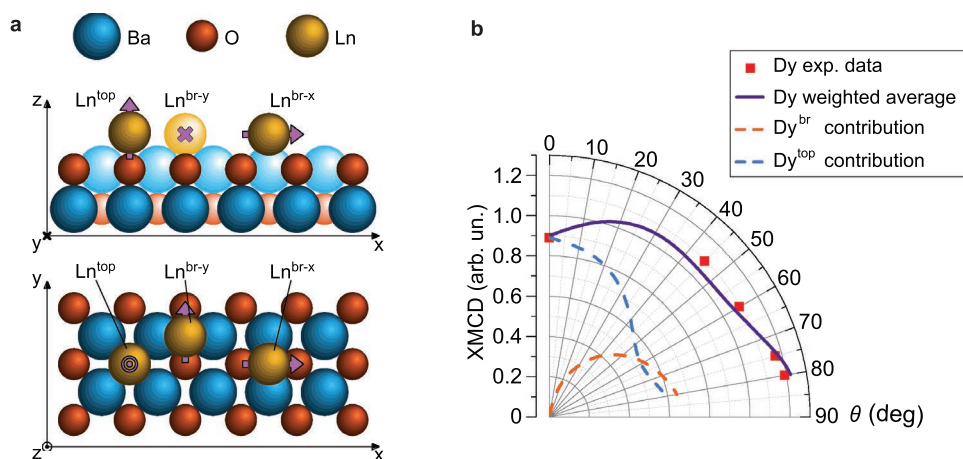 a
Ba
O
Ln
z
Ln^top
Ln^br-y
Ln^br-x
y
x
y
Ln^top
Ln^br-y
Ln^br-x
z
x
b
Dy exp. data
Dy weighted average
Dy^br contribution
Dy^top contribution
0
10
20
30
40
50
60
70
80
90
θ (deg)
XMCD (arb. un.)
1.2
1.0
0.8
0.6
0.4
0.2
0